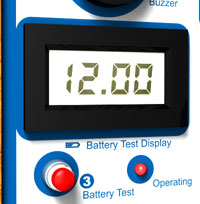 Buzzer
12.00
Battery Test Display
3
Battery Test
Operating